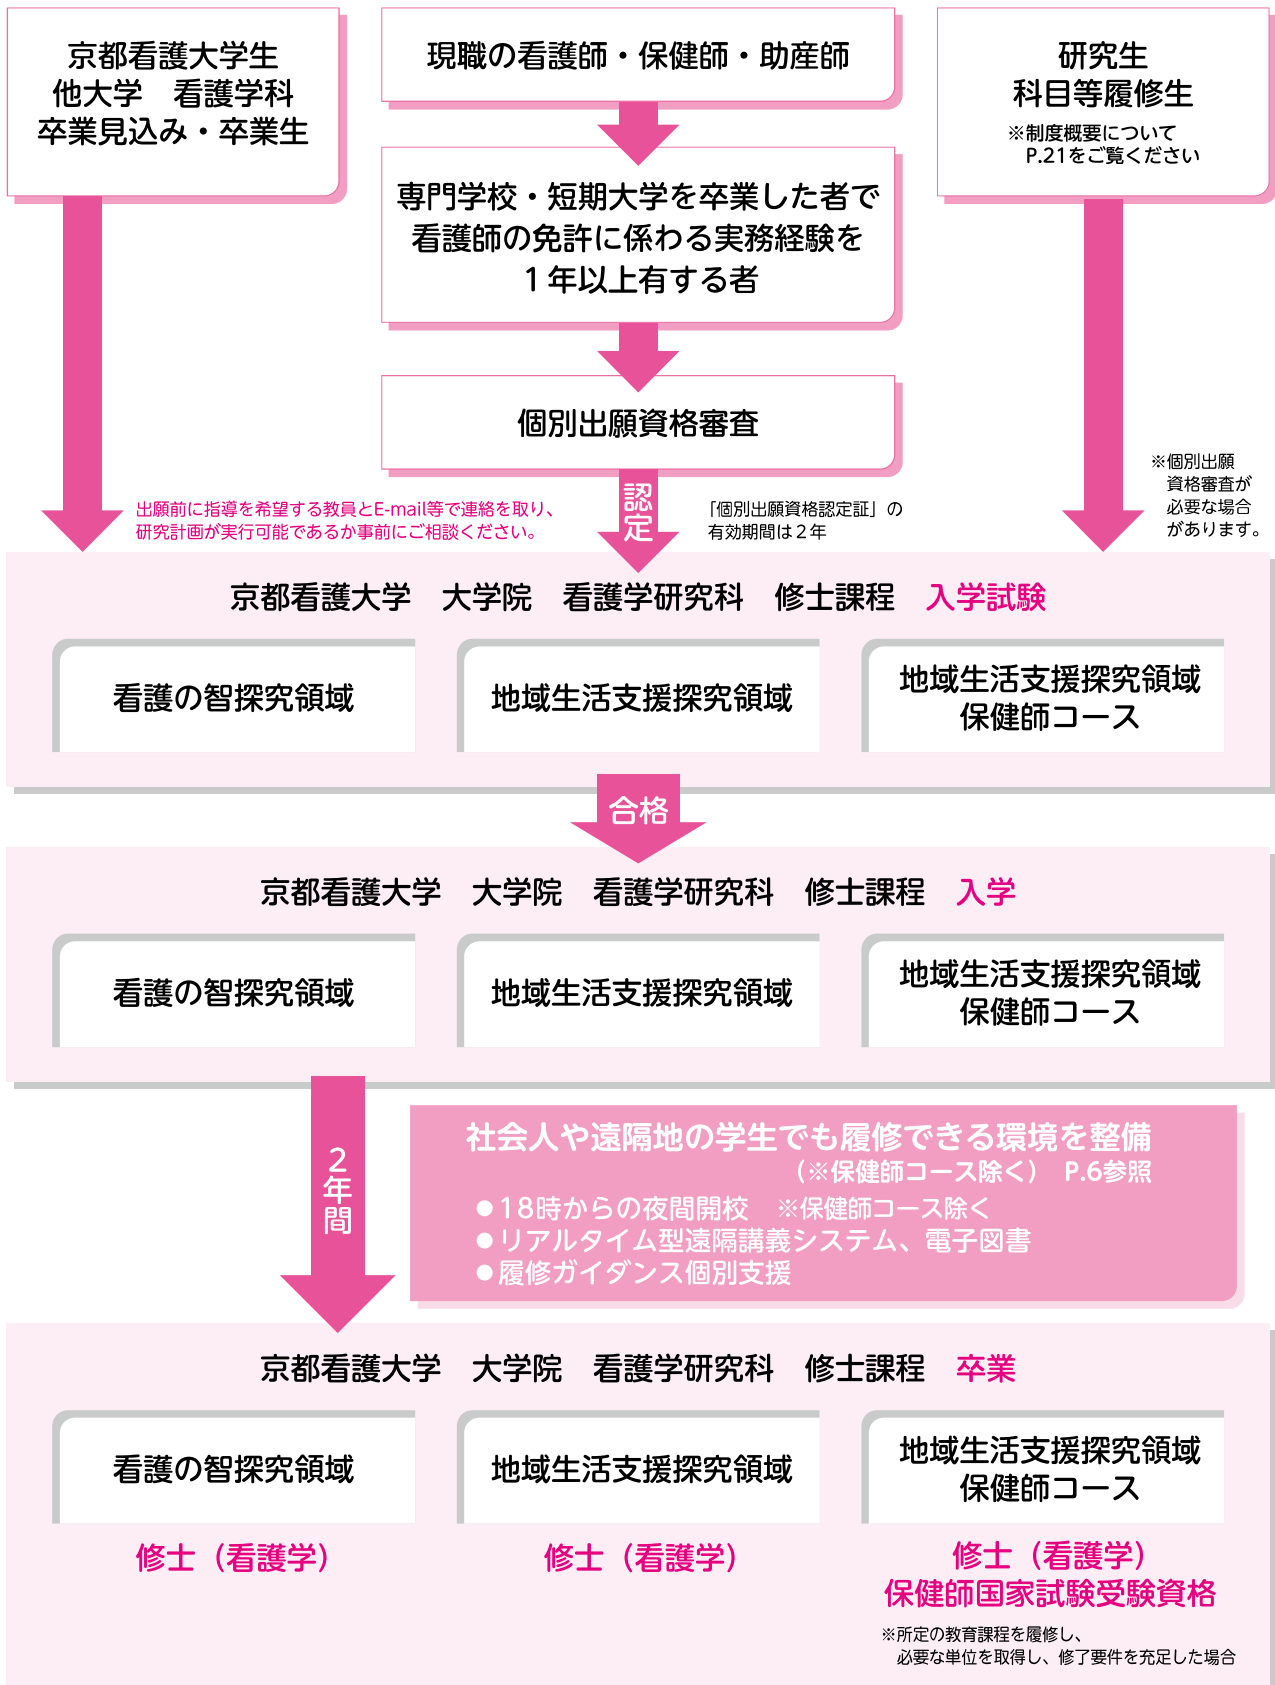 京都看護大学生
他大学　看護学科
卒業見込み・卒業生
現職の看護師・保健師・助産師
専門学校・短期大学を卒業した者で
看護師の免許に係わる実務経験を
１年以上有する者
個別出願資格審査
研究生
科目等履修生
※制度概要について
P.21をご覧ください
出願前に指導を希望する教員とE-mail等で連絡を取り、
研究計画が実行可能であるか事前にご相談ください。
認定
「個別出願資格認定証」の
有効期間は２年
※個別出願
資格審査が
必要な場合
があります。
京都看護大学　大学院　看護学研究科　修士課程　入学試験
看護の智探究領域
地域生活支援探究領域
地域生活支援探究領域
保健師コース
合格
京都看護大学　大学院　看護学研究科　修士課程　入学
看護の智探究領域
地域生活支援探究領域
地域生活支援探究領域
保健師コース
２年間
社会人や遠隔地の学生でも履修できる環境を整備
（※保健師コース除く）　P.6参照
●18時からの夜間開校　※保健師コース除く
●リアルタイム型遠隔講義システム、電子図書
●履修ガイダンス個別支援
京都看護大学　大学院　看護学研究科　修士課程　卒業
看護の智探究領域
地域生活支援探究領域
地域生活支援探究領域
保健師コース
修士（看護学）
修士（看護学）
修士（看護学）
保健師国家試験受験資格
※所定の教育課程を履修し、
必要な単位を取得し、修了要件を充足した場合